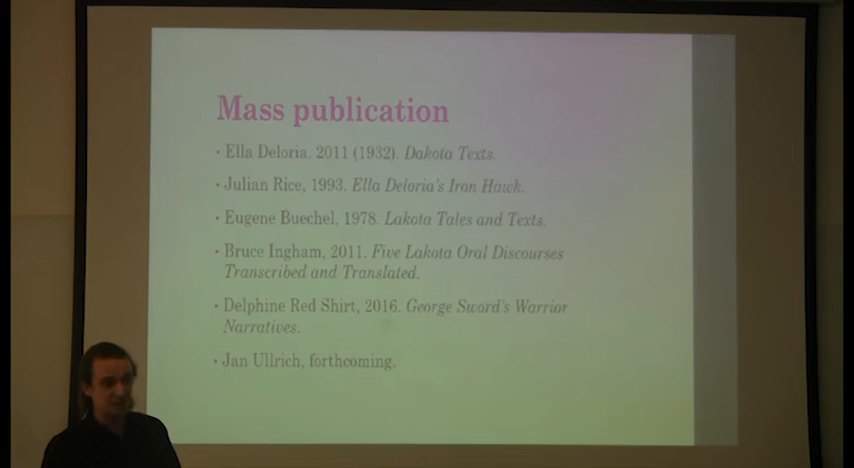 Mass publication
• Ella Deloria, 2011 (1932). Dakota Texts.
• Julian Rice, 1993. Ella Deloria's Iron Hawk.
• Eugene Buechel, 1978. Lakota Tales and Texts.
• Bruce Ingham, 2011. Five Lakota Oral Discourses
Transcribed and Translated.
• Delphine Red Shirt, 2016. George Sword's Warrior
Narratives.
• Jan Ullrich, forthcoming.